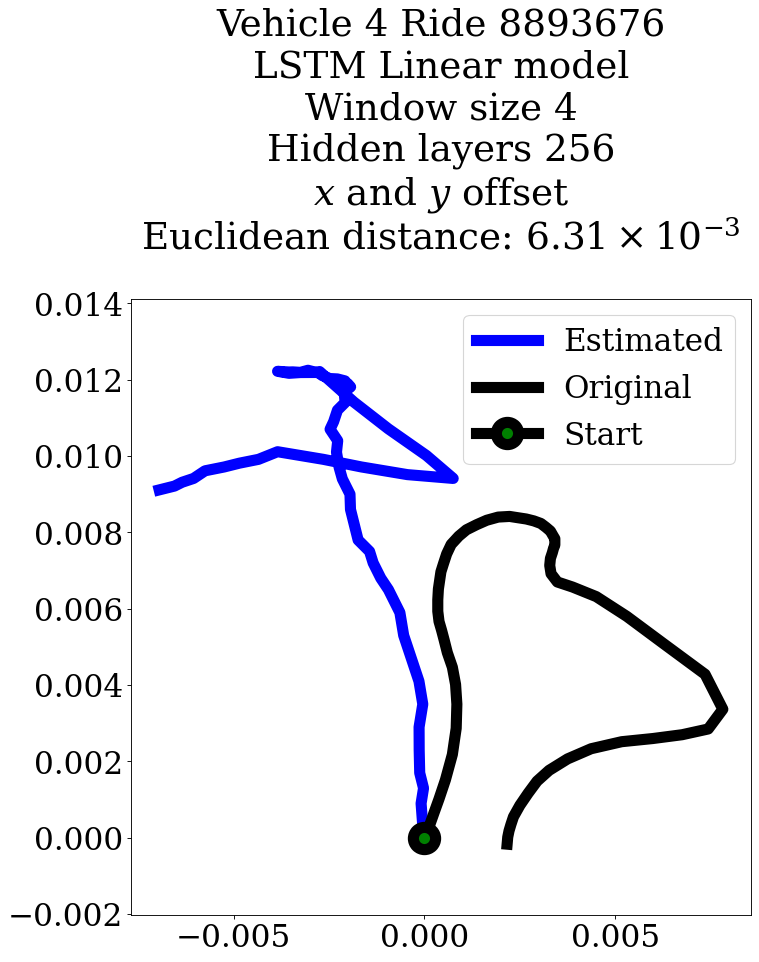 Vehicle 4 Ride 8893676
LSTM Linear model
Window size 4
Hidden layers 256
x and y offset
Euclidean distance: 6.31 × 10⁻³
0.014
0.012
0.010
0.008
0.006
0.004
0.002
0.000
−0.002
Estimated
Original
Start
−0.005 0.000 0.005